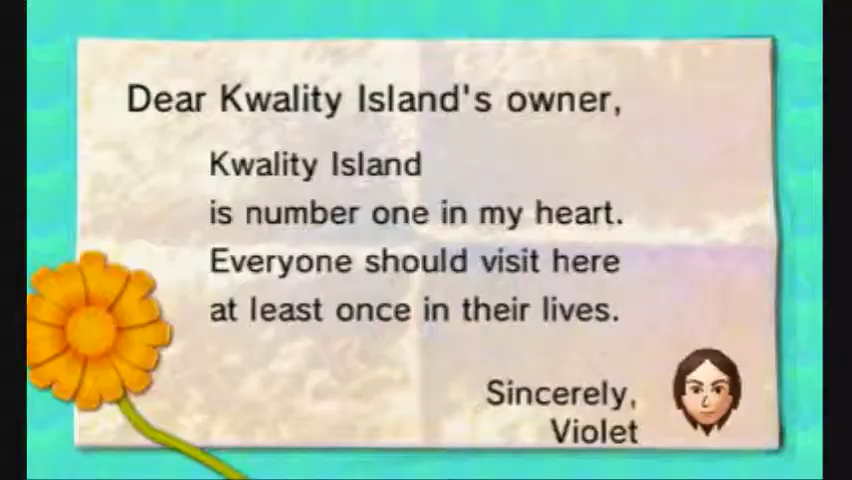 Dear Kwality Island's owner,
Kwality Island
is number one in my heart.
Everyone should visit here
at least once in their lives.
Sincerely,
Violet